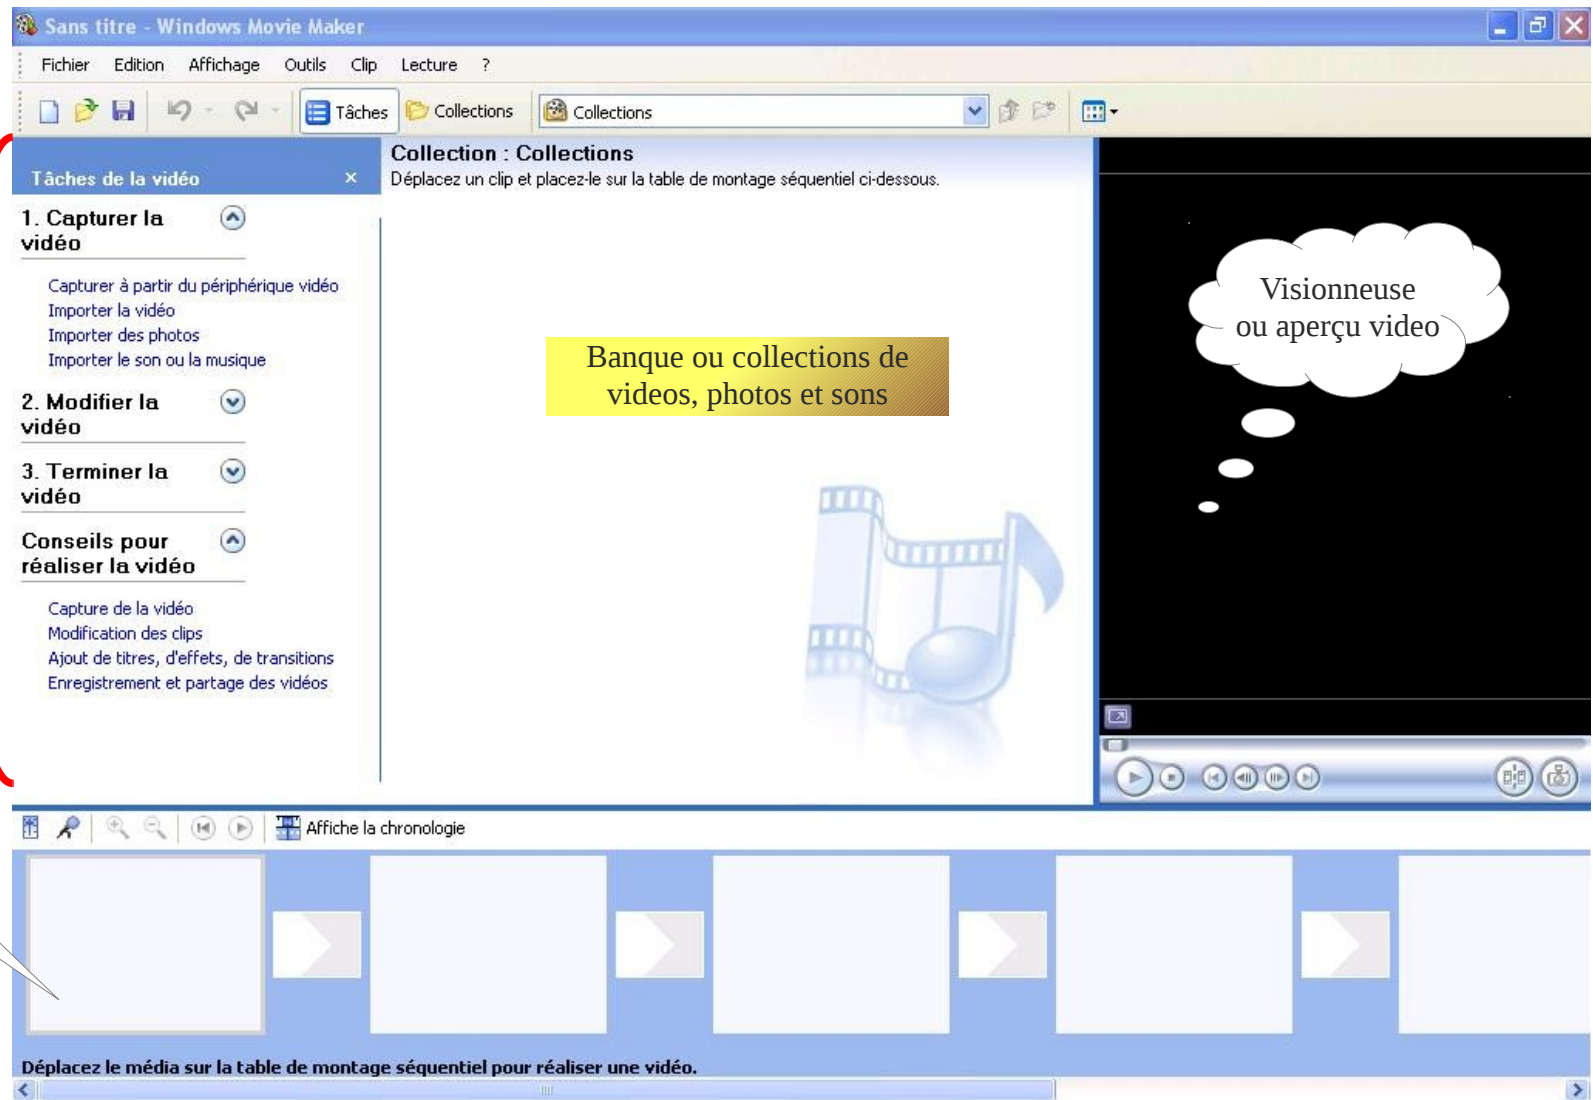 Sans titre - Windows Movie Maker
Fichier Edition Affichage Outils Clip Lecture ?
Tâches Collections Collections
Tâches de la vidéo
Collection : Collections
Déplacez un clip et placez-le sur la table de montage séquentiel ci-dessous.
1. Capturer la
vidéo
Capturer à partir du périphérique vidéo
Importer la vidéo
Importer des photos
Importer le son ou la musique
2. Modifier la
vidéo
3. Terminer la
vidéo
Conseils pour
réaliser la vidéo
Capture de la vidéo
Modification des clips
Ajout de titres, d'effets, de transitions
Enregistrement et partage des vidéos
Banque ou collections de
videos, photos et sons
Visionneuse
ou aperçu video
Affiche la chronologie
Déplacez le média sur la table de montage séquentiel pour réaliser une vidéo.